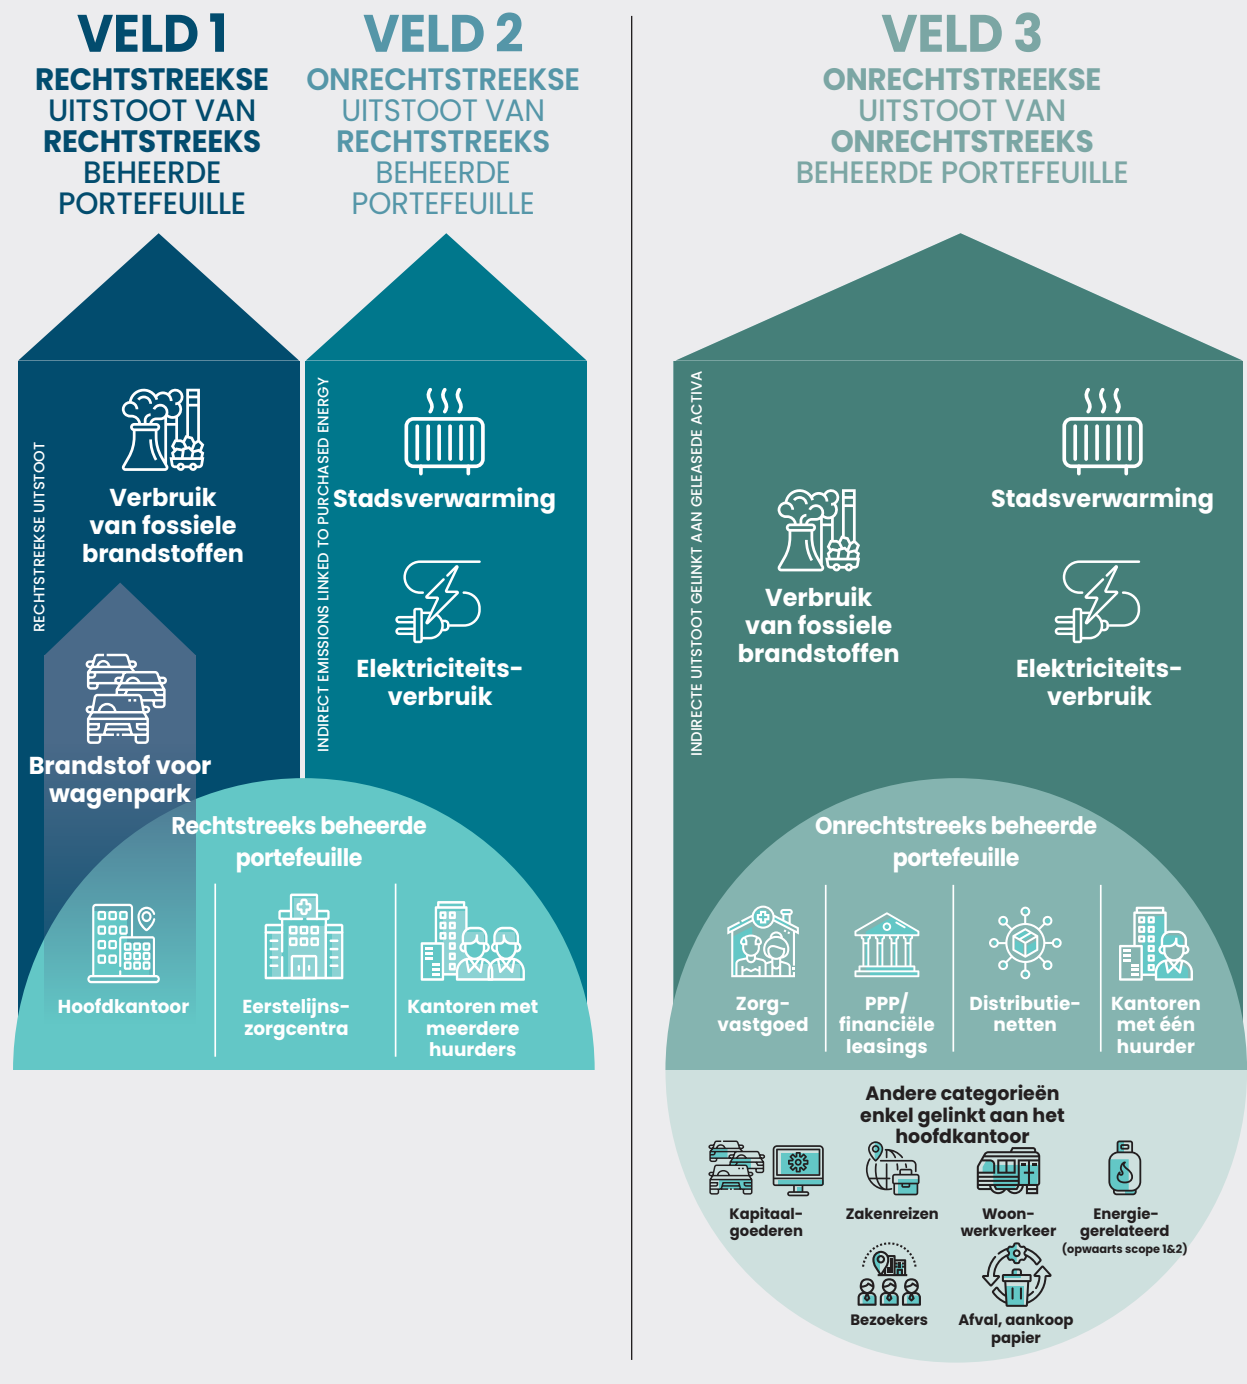 VELD 1
RECHTSTREEKSE
UITSTOOT VAN
RECHTSTREEKS
BEHEERDE
PORTEFEUILLE
VELD 2
ONRECHTSTREEKSE
UITSTOOT VAN
RECHTSTREEKS
BEHEERDE
PORTEFEUILLE
VELD 3
ONRECHTSTREEKSE
UITSTOOT VAN
ONRECHTSTREEKS
BEHEERDE PORTEFEUILLE
RECHTSTREEKSE UITSTOOT
Verbruik
van fossiele
brandstoffen
Brandstof voor
wagenpark
INDIRECT EMISSIONS LINKED TO PURCHASED ENERGY
Stadsverwarming
Elektriciteits-
verbruik
Rechtstreeks beheerde
portefeuille
Hoofdkantoor
Eerstelijns-
zorgcentra
Kantoren met
meerdere
huurders
INDIRECTE UITSTOOT GELINKT AAN GELEASEDE ACTIVA
Verbruik
van fossiele
brandstoffen
Stadsverwarming
Elektriciteits-
verbruik
Onrechtstreeks beheerde
portefeuille
Zorg-
vastgoed
PPP/
financiële
leasings
Distributie-
netten
Kantoren
met één
huurder
Andere categorieën
enkel gelinkt aan het
hoofdkantoor
Kapitaal-
goederen
Zakenreizen
Woon-
werkverkeer
Energie-
gerelateerd
(opwaarts scope 1&2)
Bezoekers
Afval, aankoop
papier